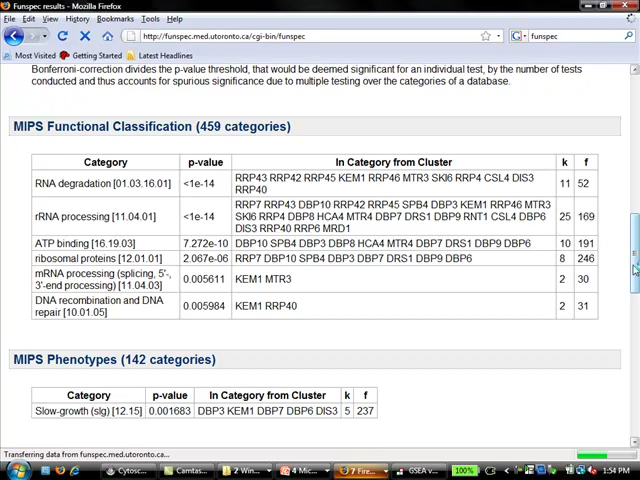 Funspec results - Mozilla Firefox
File Edit View History Bookmarks Tools Help
http://funspec.med.utoronto.ca/cgi-bin/funspec
funspec
Most Visited Getting Started Latest Headlines
Bonferroni-correction divides the p-value threshold, that would be deemed significant for an individual test, by the number of tests
conducted and thus accounts for spurious significance due to multiple testing over the categories of a database.
MIPS Functional Classification (459 categories)
Category p-value In Category from Cluster k f
RNA degradation [01.03.16.01] <1e-14 RRP43 RRP42 RRP45 KEM1 RRP46 MTR3 SKI6 RRP4 CSL4 DIS3 11 52
RRP40
rRNA processing [11.04.01] <1e-14 RRP7 RRP43 DBP10 RRP42 RRP45 SPB4 DBP3 KEM1 RRP46 MTR3 25 169
SKI6 RRP4 DBP8 HCA4 MTR4 DBP7 DRS1 DBP9 RNT1 CSL4 DBP6
DIS3 RRP40 RRP6 MRD1
ATP binding [16.19.03] 7.272e-10 DBP10 SPB4 DBP3 DBP8 HCA4 MTR4 DBP7 DRS1 DBP9 DBP6 10 191
ribosomal proteins [12.01.01] 2.067e-06 RRP7 DBP10 SPB4 DBP3 DBP7 DRS1 DBP9 DBP6 8 246
mRNA processing (splicing, 5'-,
3'-end processing) [11.04.03] 0.005611 KEM1 MTR3 2 30
DNA recombination and DNA
repair [10.01.05] 0.005984 KEM1 RRP40 2 31
MIPS Phenotypes (142 categories)
Category p-value In Category from Cluster k f
Slow-growth (slg) [12.15] 0.001683 DBP3 KEM1 DBP7 DBP6 DIS3 5 237
Transferring data from funspec.med.utoronto.ca...
Cytosc... Camtas... 2 Win... 4 Mic... 7 Fire... GSEA v... 100% 1:54 PM